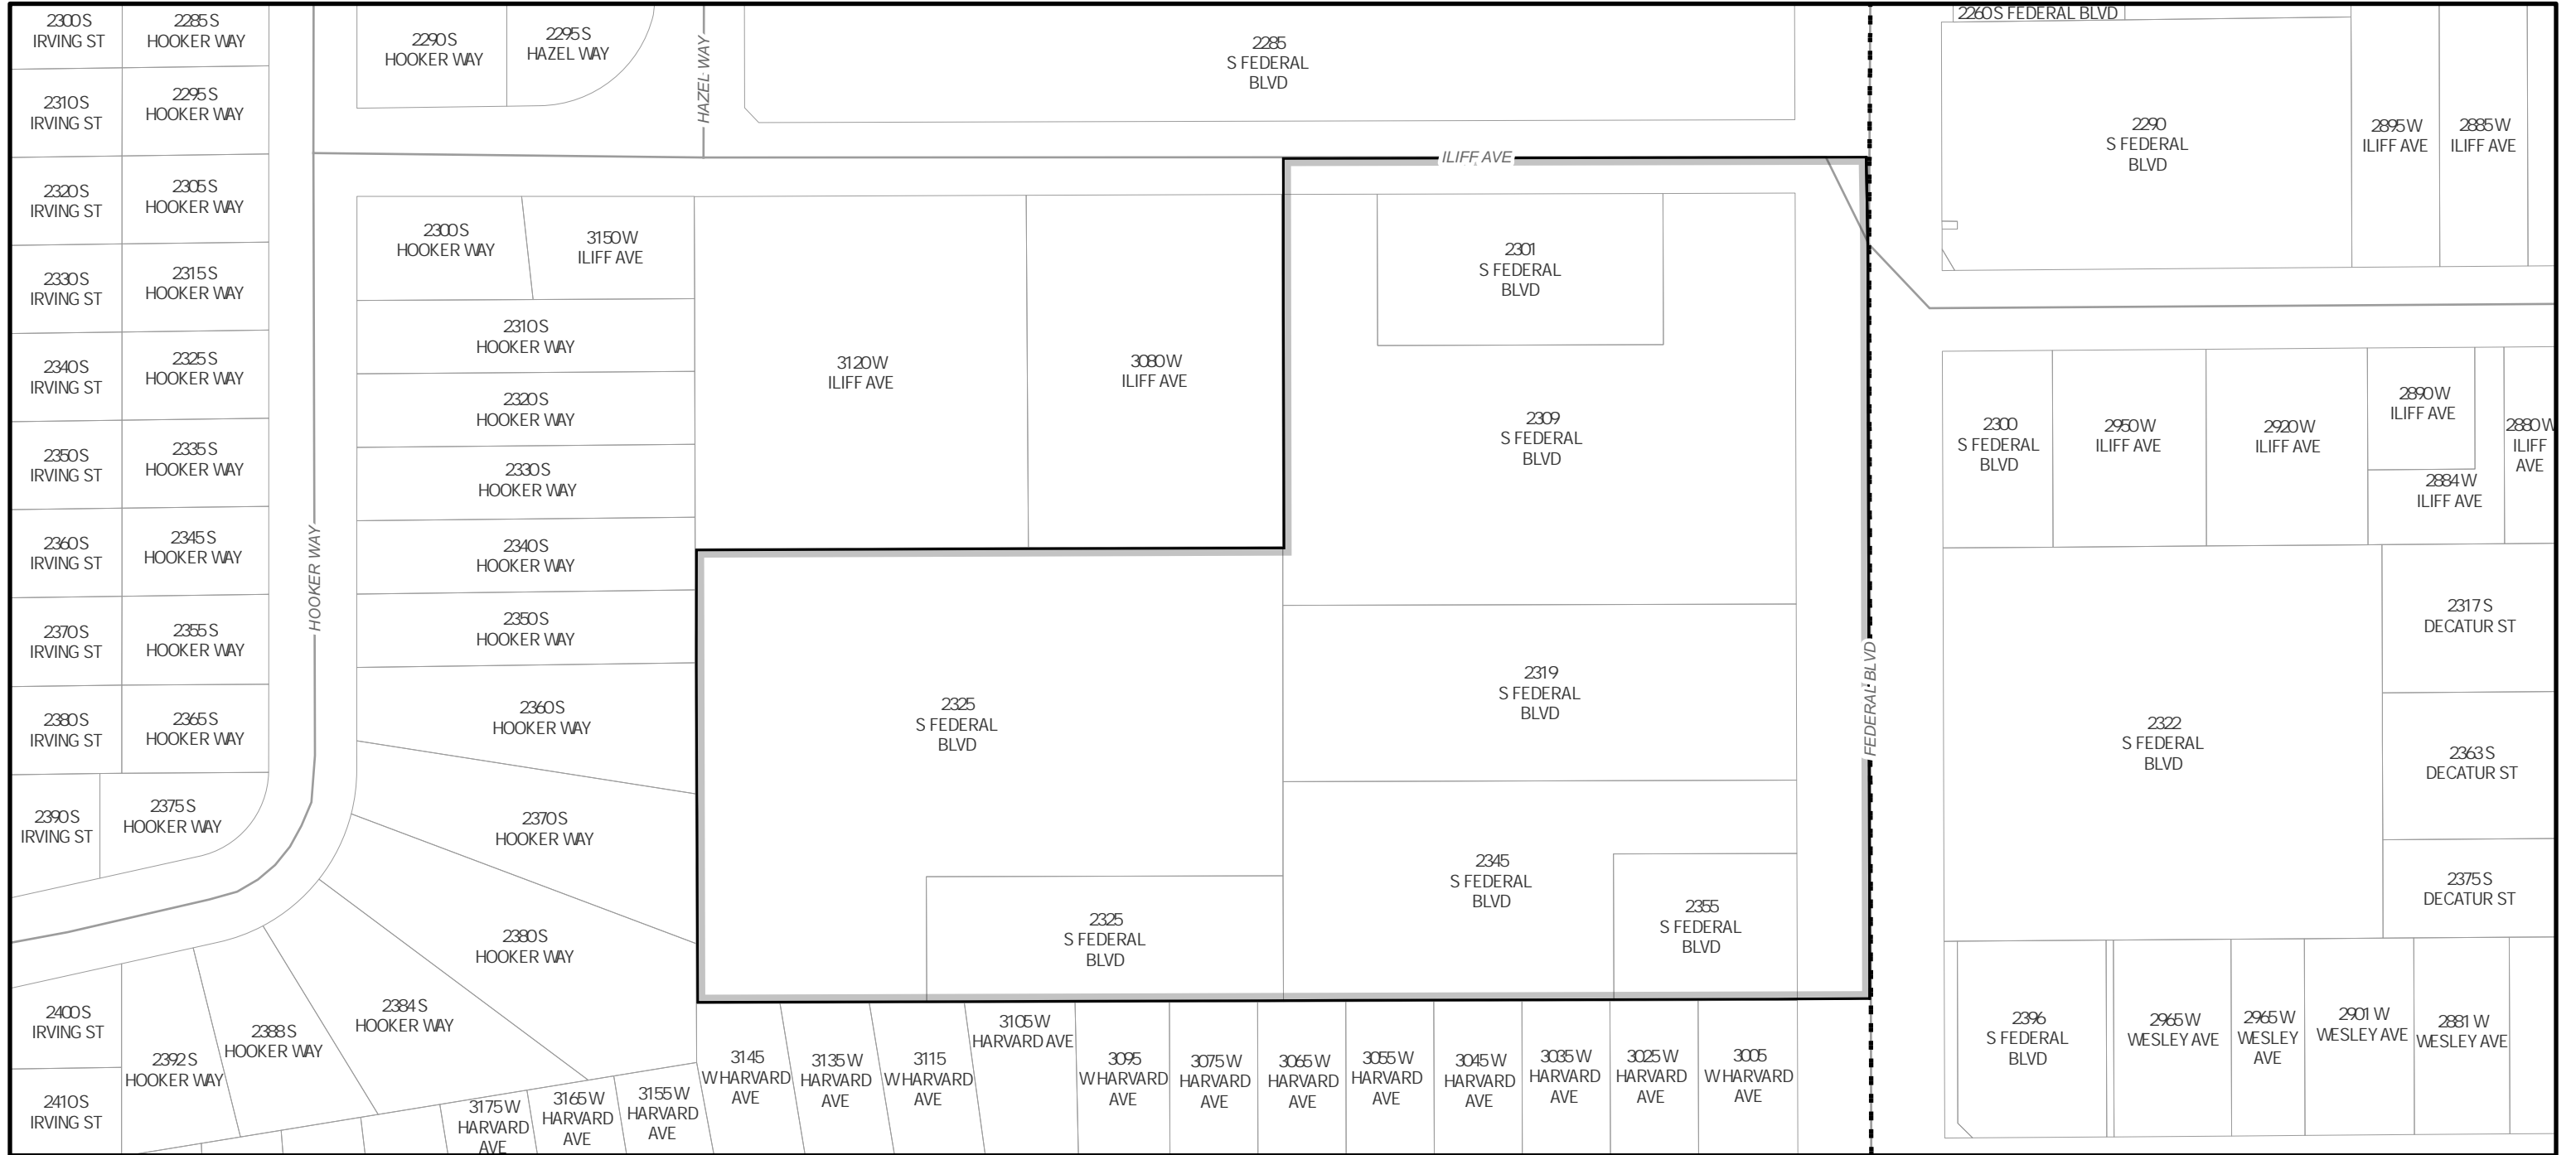 2300 S
IRVING ST
2285 S
HOOKER WAY
2290 S
HOOKER WAY
2295 S
HAZEL WAY
HAZEL WAY
2285
S FEDERAL
BLVD
2260 S FEDERAL BLVD
2290
S FEDERAL
BLVD
2895 W
ILIFF AVE
2885 W
ILIFF AVE
2310 S
IRVING ST
2295 S
HOOKER WAY
ILIFF AVE
2320 S
IRVING ST
2305 S
HOOKER WAY
2300 S
HOOKER WAY
3150 W
ILIFF AVE
2301
S FEDERAL
BLVD
2330 S
IRVING ST
2315 S
HOOKER WAY
2310 S
HOOKER WAY
2340 S
IRVING ST
2325 S
HOOKER WAY
2320 S
HOOKER WAY
3120 W
ILIFF AVE
3080 W
ILIFF AVE
2309
S FEDERAL
BLVD
2300
S FEDERAL
BLVD
2950 W
ILIFF AVE
2920 W
ILIFF AVE
2890 W
ILIFF AVE
2880 W
ILIFF
AVE
2884 W
ILIFF AVE
2350 S
IRVING ST
2335 S
HOOKER WAY
2330 S
HOOKER WAY
HOOKER WAY
2360 S
IRVING ST
2345 S
HOOKER WAY
2340 S
HOOKER WAY
2370 S
IRVING ST
2355 S
HOOKER WAY
2350 S
HOOKER WAY
2317 S
DECATUR ST
2380 S
IRVING ST
2365 S
HOOKER WAY
2360 S
HOOKER WAY
2325
S FEDERAL
BLVD
2319
S FEDERAL
BLVD
FEDERAL BLVD
2322
S FEDERAL
BLVD
2363 S
DECATUR ST
2390 S
IRVING ST
2375 S
HOOKER WAY
2370 S
HOOKER WAY
2345
S FEDERAL
BLVD
2375 S
DECATUR ST
2380 S
HOOKER WAY
2325
S FEDERAL
BLVD
2355
S FEDERAL
BLVD
2400 S
IRVING ST
2392 S
HOOKER WAY
2388 S
HOOKER WAY
2384 S
HOOKER WAY
3105 W
HARVARD AVE
2396
S FEDERAL
BLVD
2965 W
WESLEY AVE
2965 W
WESLEY
AVE
2901 W
WESLEY AVE
2881 W
WESLEY AVE
2410 S
IRVING ST
3175 W
HARVARD
AVE
3165 W
HARVARD
AVE
3155 W
HARVARD
AVE
3145
W HARVARD
AVE
3135 W
HARVARD
AVE
3115
W HARVARD
AVE
3095
W HARVARD
AVE
3075 W
HARVARD
AVE
3065 W
HARVARD
AVE
3055 W
HARVARD
AVE
3045 W
HARVARD
AVE
3035 W
HARVARD
AVE
3025 W
HARVARD
AVE
3005
W HARVARD
AVE